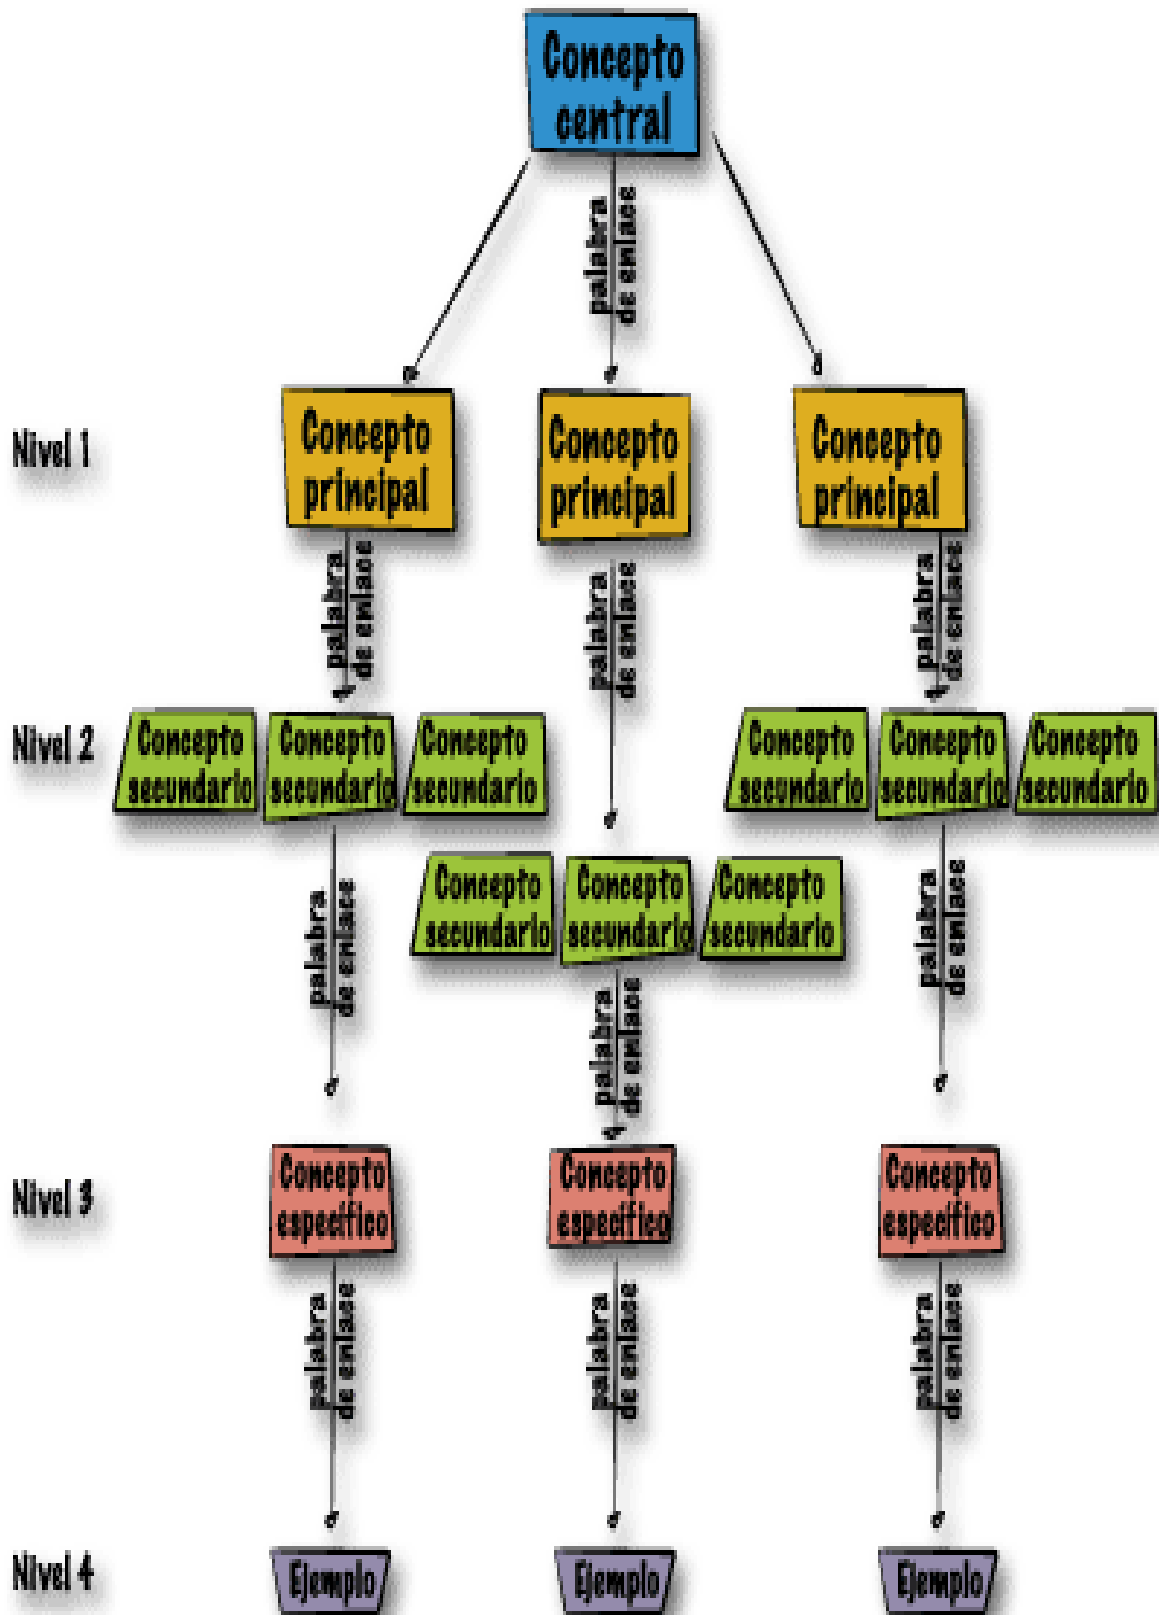 Concepto
central
palabra
de enlace
Nivel 1
Concepto
principal
Concepto
principal
Concepto
principal
palabra
de enlace
palabra
de enlace
palabra
de enlace
Nivel 2
Concepto
secundario
Concepto
secundario
Concepto
secundario
Concepto
secundario
Concepto
secundario
Concepto
secundario
Concepto
secundario
Concepto
secundario
Concepto
secundario
palabra
de enlace
palabra
de enlace
palabra
de enlace
Nivel 3
Concepto
específico
Concepto
específico
Concepto
específico
palabra
de enlace
palabra
de enlace
palabra
de enlace
Nivel 4
Ejemplo
Ejemplo
Ejemplo